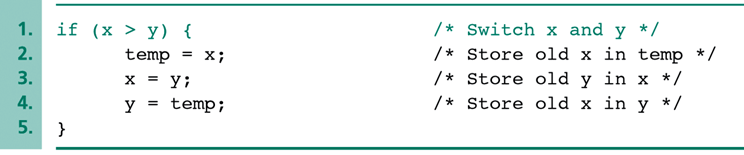 1. if (x > y) { /* Switch x and y */
2. temp = x; /* Store old x in temp */
3. x = y; /* Store old y in x */
4. y = temp; /* Store old x in y */
5. }